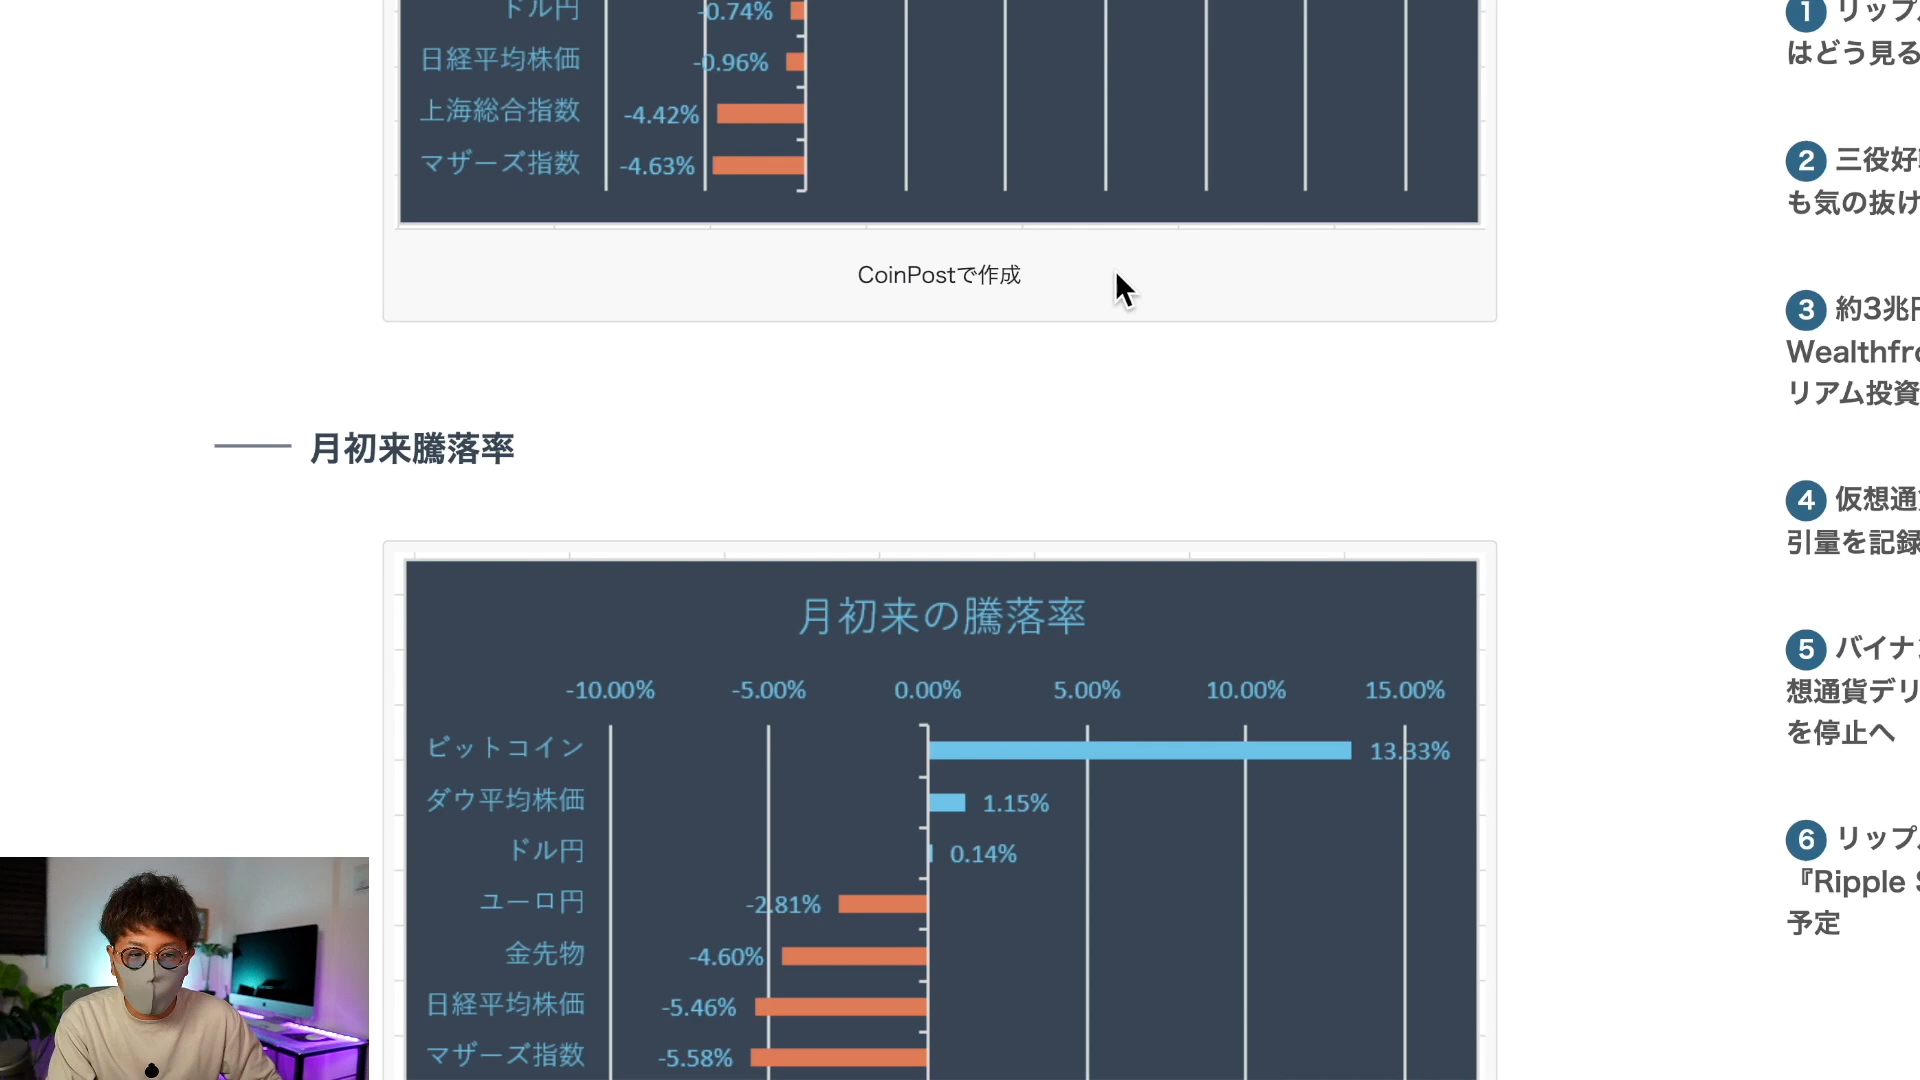 ドル円 -0.74%
日経平均株価 -0.96%
上海総合指数 -4.42%
マザーズ指数 -4.63%
CoinPostで作成
月初来騰落率
月初来の騰落率
-10.00% -5.00% 0.00% 5.00% 10.00% 15.00%
ビットコイン 13.33%
ダウ平均株価 1.15%
ドル円 0.14%
ユーロ円 -2.81%
金先物 -4.60%
日経平均株価 -5.46%
マザーズ指数 -5.58%
1 リップ
はどう見る
2 三役好
も気の抜け
3 約3兆円
Wealthfro
リアム投資
4 仮想通
引量を記録
5 バイナ
想通貨デリ
を停止へ
6 リップ
『Ripple S
予定